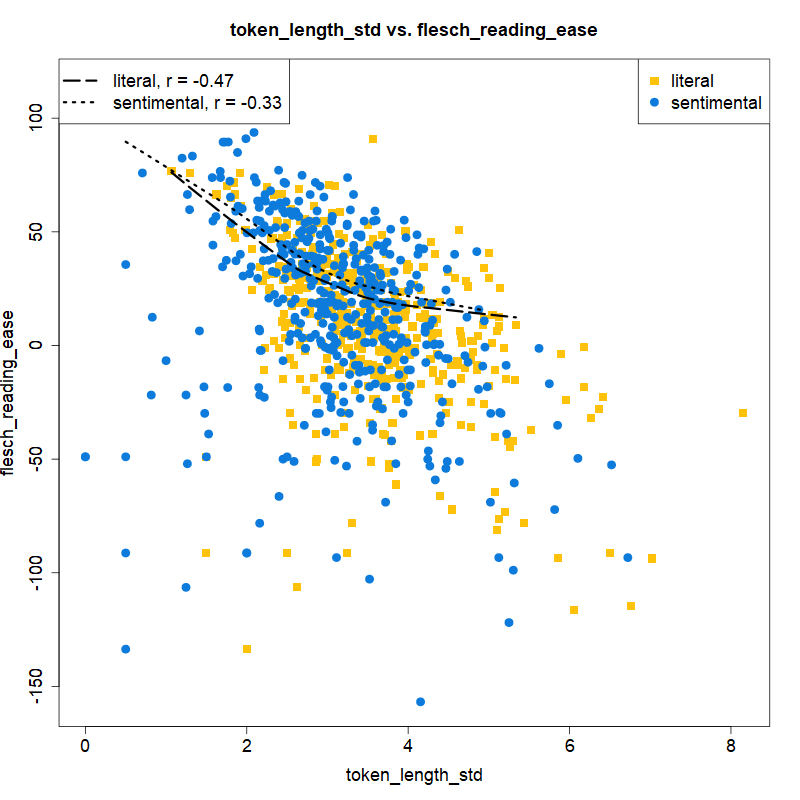 token_length_std vs. flesch_reading_ease
literal, r = -0.47
sentimental, r = -0.33
literal
sentimental
100
50
0
-50
-100
-150
flesch_reading_ease
0
2
4
6
8
token_length_std